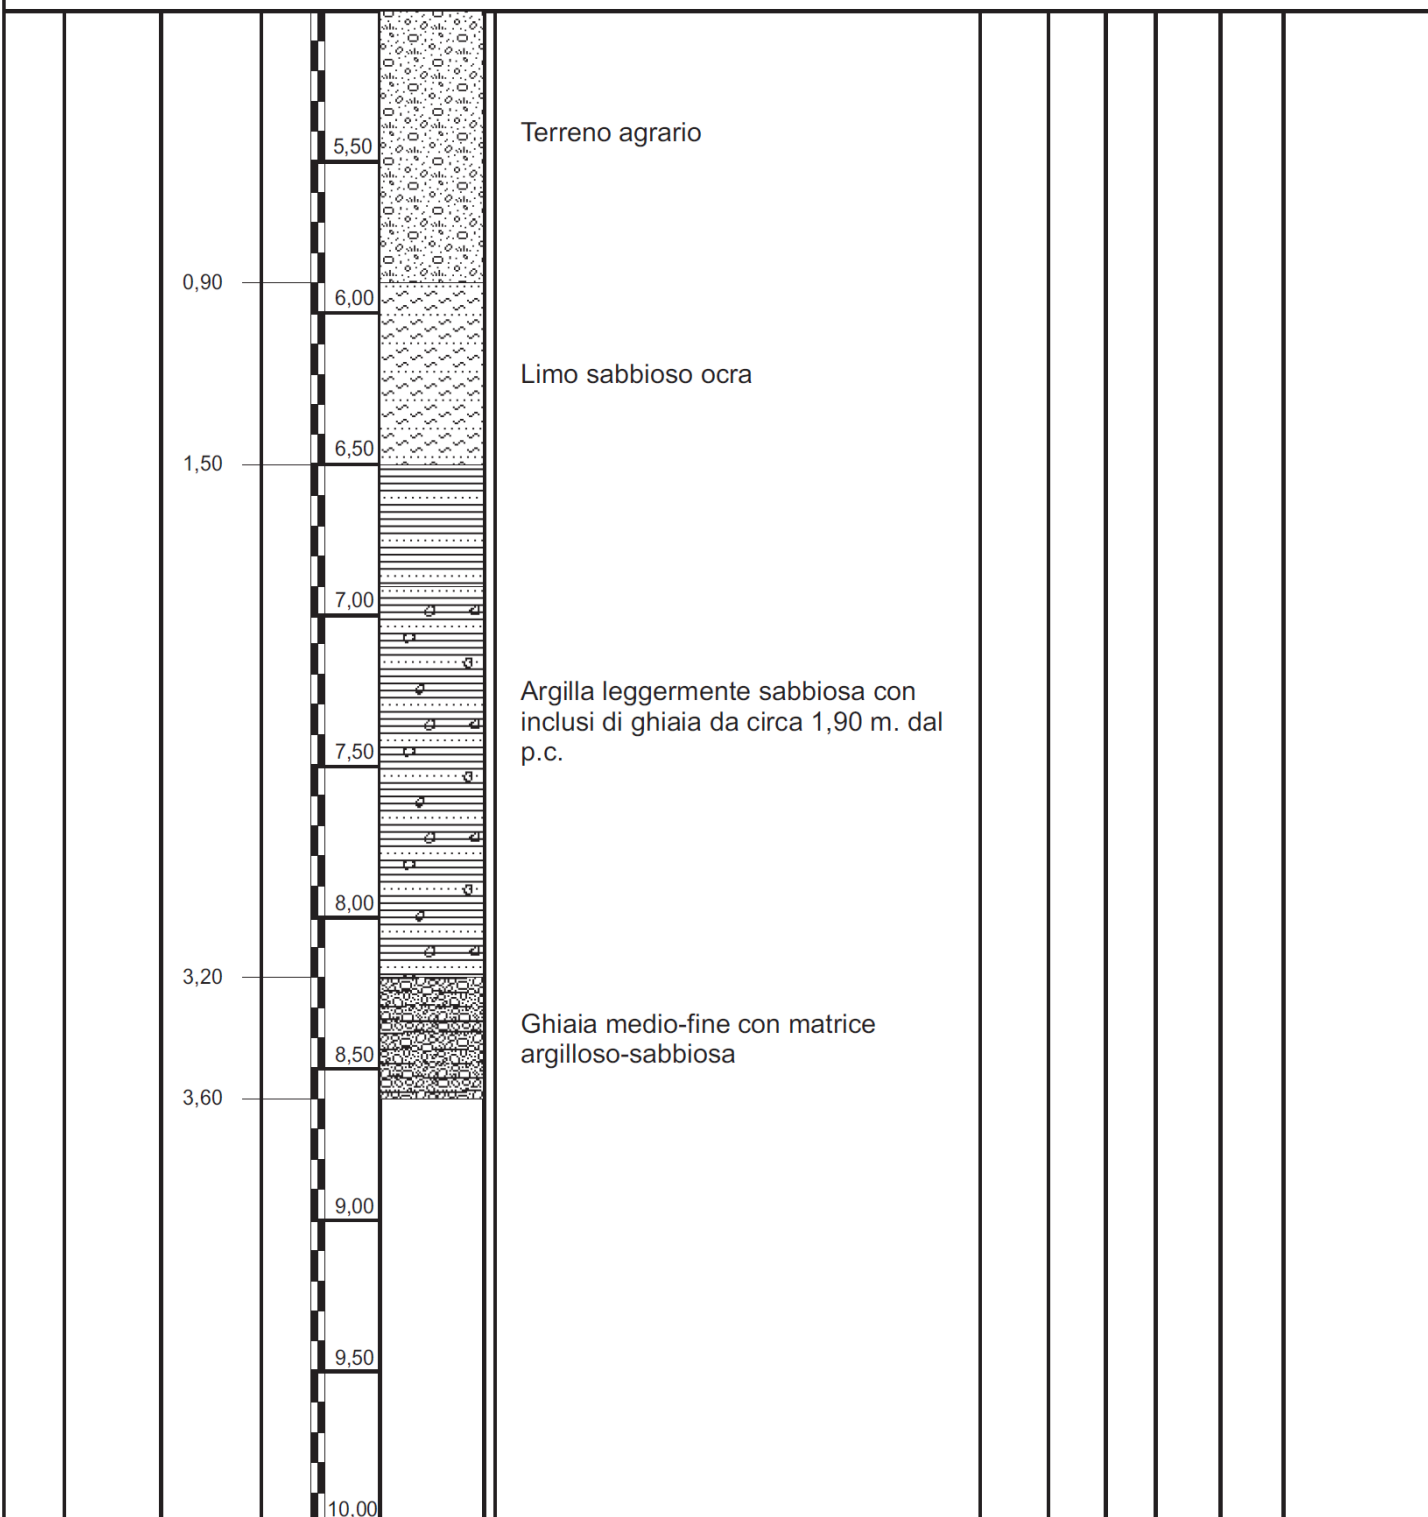 Terreno agrario
5,50
0,90
6,00
Limo sabbioso ocra
6,50
1,50
7,00
Argilla leggermente sabbiosa con
inclusi di ghiaia da circa 1,90 m. dal
p.c.
7,50
8,00
3,20
Ghiaia medio-fine con matrice
argilloso-sabbiosa
8,50
3,60
9,00
9,50
10,00